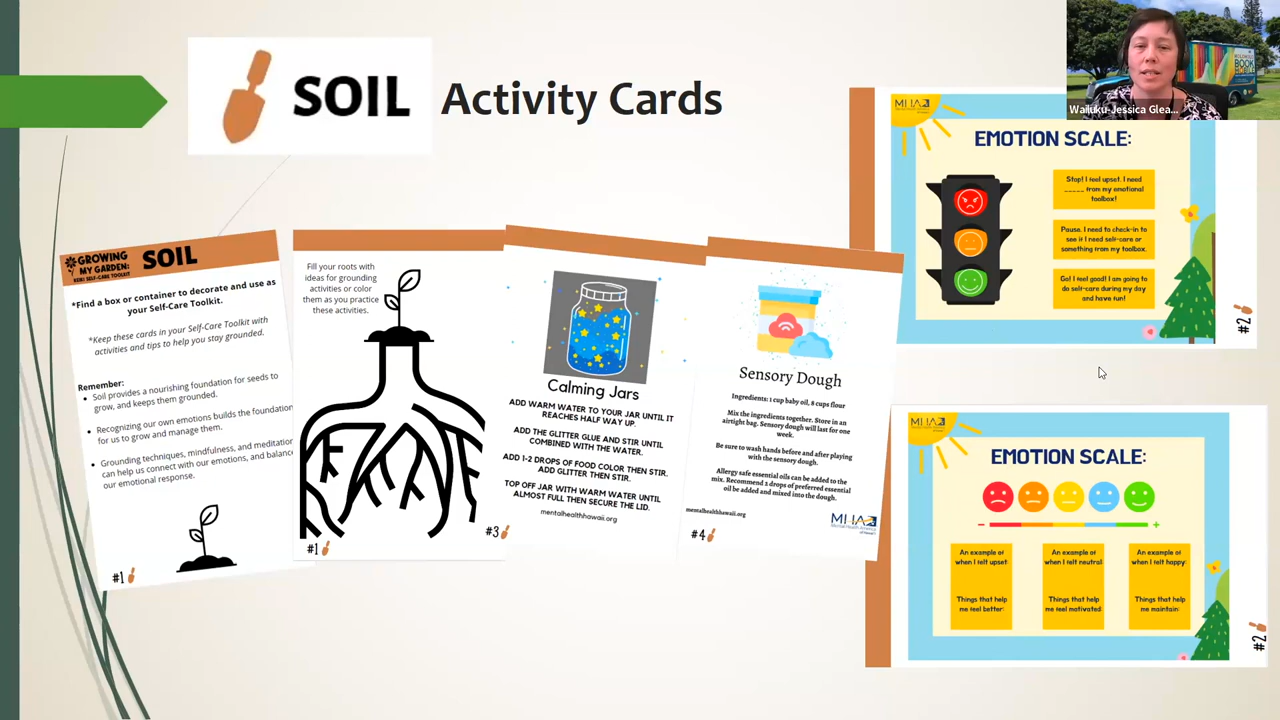 SOIL Activity Cards
Wailuku-Jessica Glea...
GROWING
MY GARDEN:
KEIKI SELF-CARE TOOLKIT
SOIL
*Find a box or container to decorate and use as
your Self-Care Toolkit.
*Keep these cards in your Self-Care Toolkit with
activities and tips to help you stay grounded.
Remember:
• Soil provides a nourishing foundation for seeds to
grow, and keeps them grounded.
• Recognizing our own emotions builds the foundation
for us to grow and manage them.
• Grounding techniques, mindfulness, and meditation
can help us connect with our emotions, and balance
our emotional response.
#1
Fill your roots with
ideas for grounding
activities or color
them as you practice
these activities.
#1
Calming Jars
ADD WARM WATER TO YOUR JAR UNTIL IT
REACHES HALF WAY UP.
ADD THE GLITTER GLUE AND STIR UNTIL
COMBINED WITH THE WATER.
ADD 1-2 DROPS OF FOOD COLOR THEN STIR.
ADD GLITTER THEN STIR.
TOP OFF JAR WITH WARM WATER UNTIL
ALMOST FULL THEN SECURE THE LID.
mentalhealthhawaii.org
#3
Sensory Dough
Ingredients: 1 cup baby oil, 8 cups flour
Mix the ingredients together. Store in an
airtight bag. Sensory dough will last for one
week.
Be sure to wash hands before and after playing
with the sensory dough.
Allergy safe essential oils can be added to the
mix. Recommend 2 drops of preferred essential
oil be added and mixed into the dough.
mentalhealthhawaii.org
MHA
Mental Health America
of Hawai'i
#4
MHA
EMOTION SCALE:
Stop! I feel upset. I need
_____ from my emotional
toolbox!
Pause. I need to check-in to
see if I need self-care or
something from my toolbox.
Go! I feel good! I am going
to do self-care during my day
and have fun!
#2
MHA
EMOTION SCALE:
- +
An example of
when I felt upset:
Things that help
me feel better:
An example of
when I felt neutral:
Things that help
me feel motivated:
An example of
when I felt happy:
Things that help
me maintain:
#2